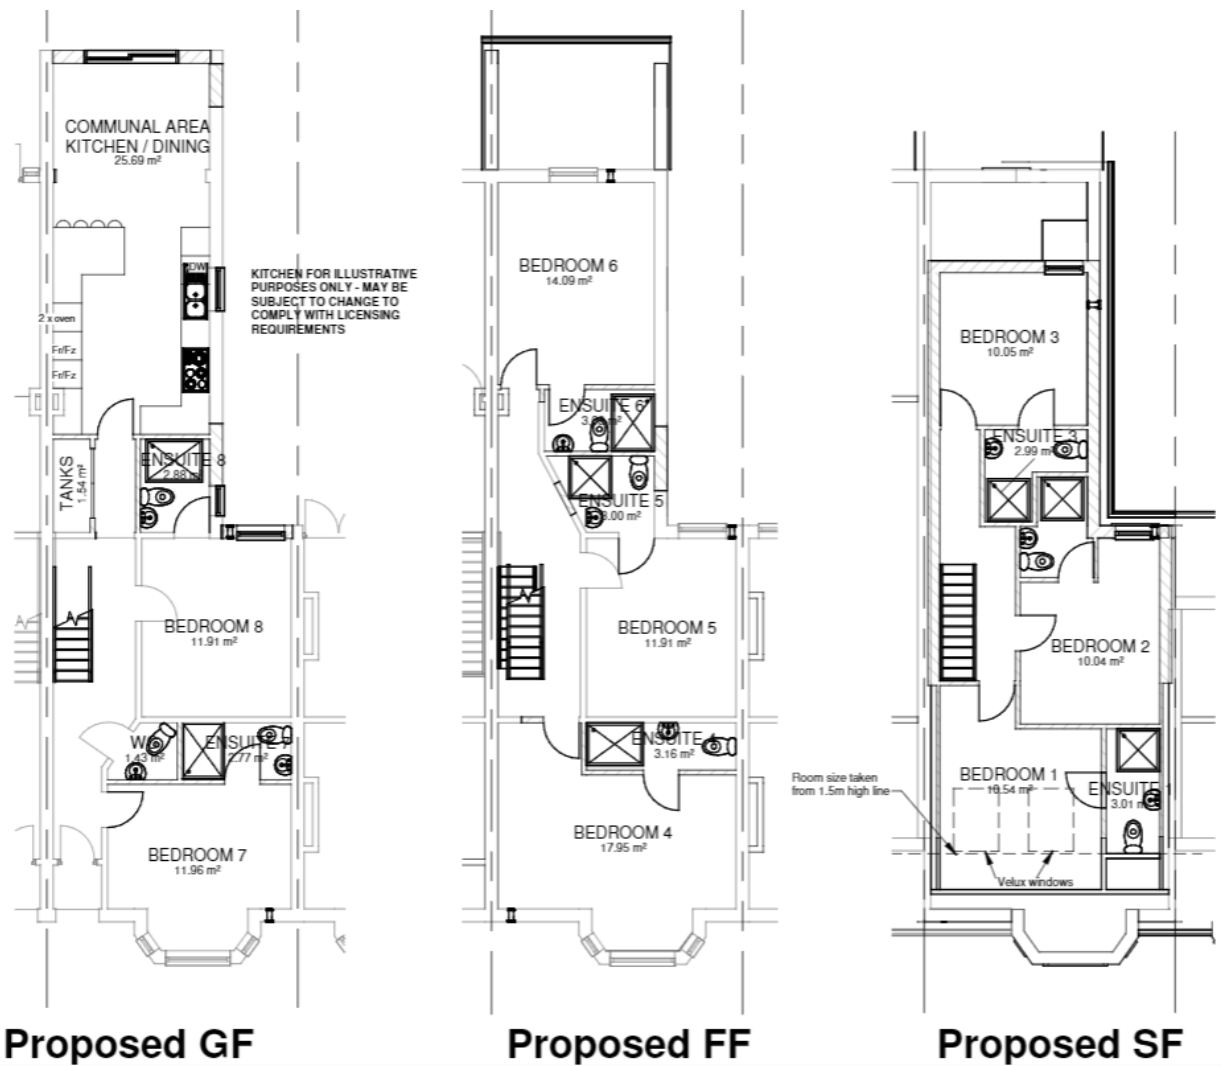 COMMUNAL AREA
KITCHEN / DINING
25.69 m²
DW
KITCHEN FOR ILLUSTRATIVE
PURPOSES ONLY - MAY BE
SUBJECT TO CHANGE TO
COMPLY WITH LICENSING
REQUIREMENTS
2 x oven
Fr/Fz
Fr/Fz
TANKS
1.54 m²
ENSUITE 8
2.88 m²
BEDROOM 8
11.91 m²
1.43 m²
ENSUITE 7
2.77 m²
BEDROOM 7
11.96 m²
Proposed GF
BEDROOM 6
14.09 m²
ENSUITE 6
ENSUITE 5
3.00 m²
BEDROOM 5
11.91 m²
ENSUITE 4
3.16 m²
BEDROOM 4
17.95 m²
Proposed FF
BEDROOM 3
10.05 m²
ENSUITE 3
2.99 m²
BEDROOM 2
10.04 m²
Room size taken
from 1.5m high line
BEDROOM 1
ENSUITE 1
3.01 m²
Velux windows
Proposed SF